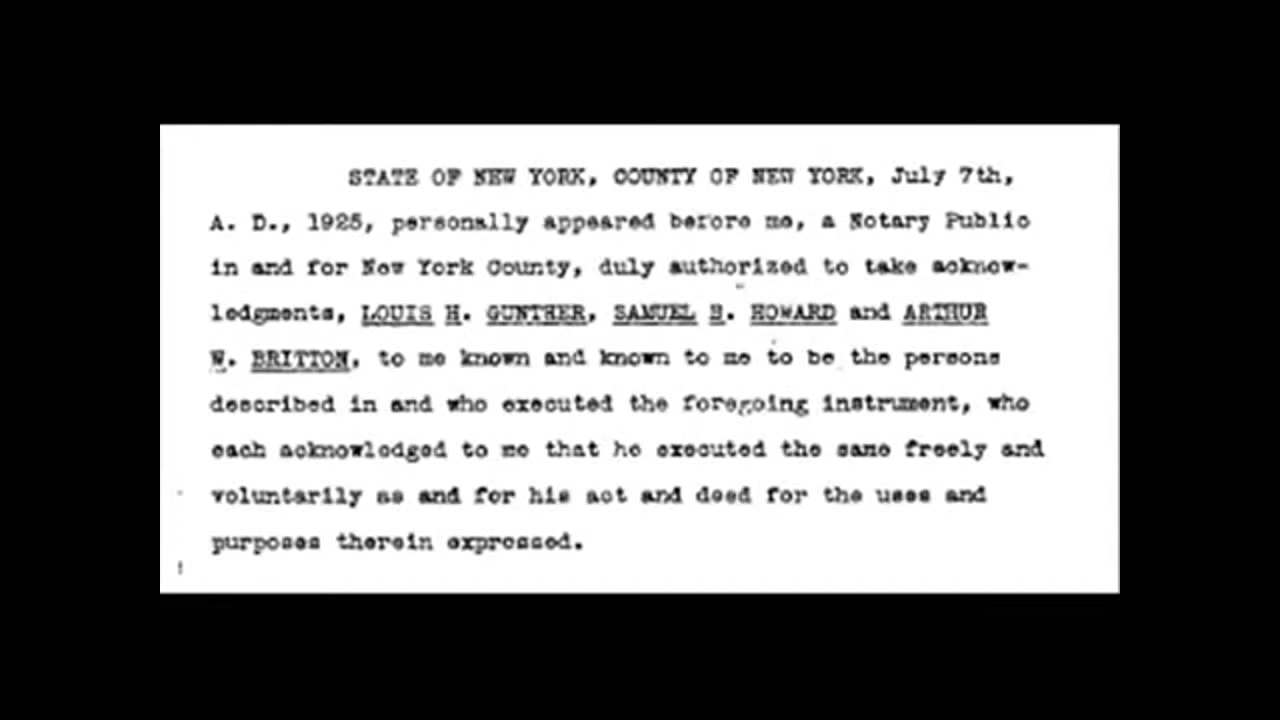 STATE OF NEW YORK, COUNTY OF NEW YORK, July 7th,
A. D., 1925, personally appeared before me, a Notary Public
in and for New York County, duly authorized to take acknow-
ledgments, LOUIS H. GUNTHER, SAMUEL B. HOWARD and ARTHUR
W. BRITTON, to me known and known to me to be the persons
described in and who executed the foregoing instrument, who
each acknowledged to me that he executed the same freely and
voluntarily as and for his act and deed for the uses and
purposes therein expressed.